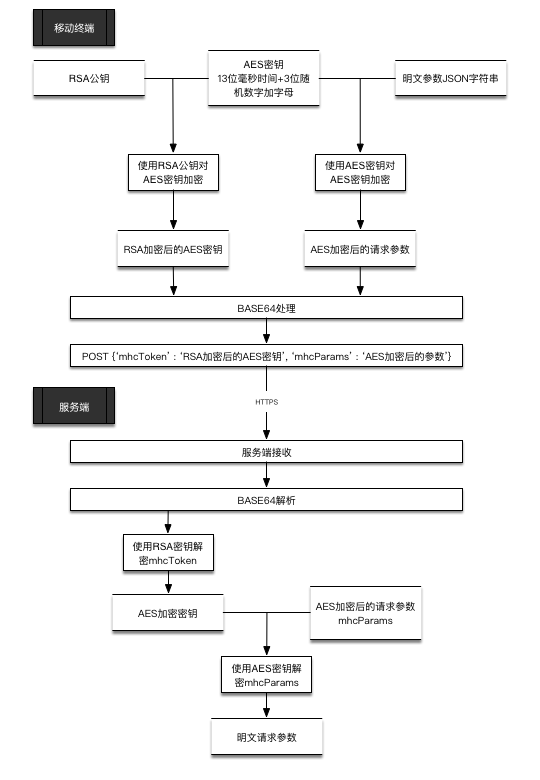 移动终端
RSA公钥
AES密钥
13位毫秒时间+3位随
机数字加字母
明文参数JSON字符串
使用RSA公钥对
AES密钥加密
使用AES密钥对
AES密钥加密
RSA加密后的AES密钥
AES加密后的请求参数
BASE64处理
POST {‘mhcToken’ : ‘RSA加密后的AES密钥’, ‘mhcParams’ : ‘AES加密后的参数’}
HTTPS
服务端
服务端接收
BASE64解析
使用RSA密钥解
密mhcToken
AES加密密钥
AES加密后的请求参数
mhcParams
使用AES密钥解
密mhcParams
明文请求参数